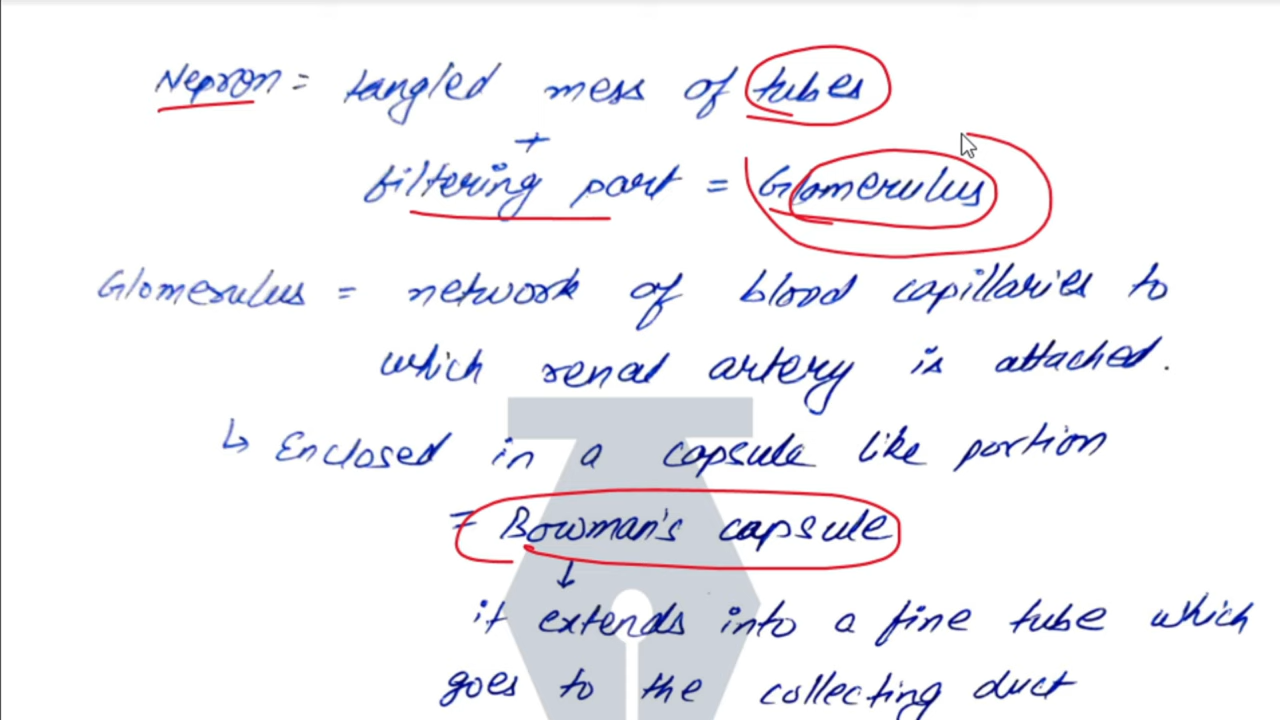 Nepron = tangled mess of tubes
+
filtering part = Glomerulus
Glomerulus = network of blood capillaries to
which renal artery is attached.
↳ Enclosed in a capsule like portion
= Bowman's capsule
↓
it extends into a fine tube which
goes to the collecting duct